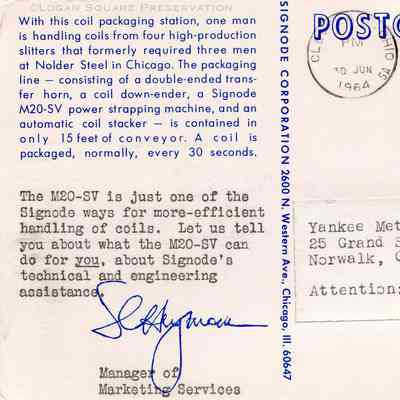 ©LOGAN SQUARE PRESERVATION
With this coil packaging station, one man
is handling coils from four high-production
slitters that formerly required three men
at Nolder Steel in Chicago. The packaging
line — consisting of a double-ended trans-
fer horn, a coil down-ender, a Signode
M20-SV power strapping machine, and an
automatic coil stacker — is contained in
only 15 feet of conveyor. A coil is
packaged, normally, every 30 seconds.
The M20-SV is just one of the
Signode ways for more-efficient
handling of coils. Let us tell
you about what the M20-SV can
do for you, about Signode's
technical and engineering
assistance.
Manager of
Marketing Services
SIGNODE CORPORATION 2600 N. Western Ave., Chicago, Ill. 60647
POSTC
PM
30 JUN
1964
Yankee Met
25 Grand S
Norwalk, C
Attention: